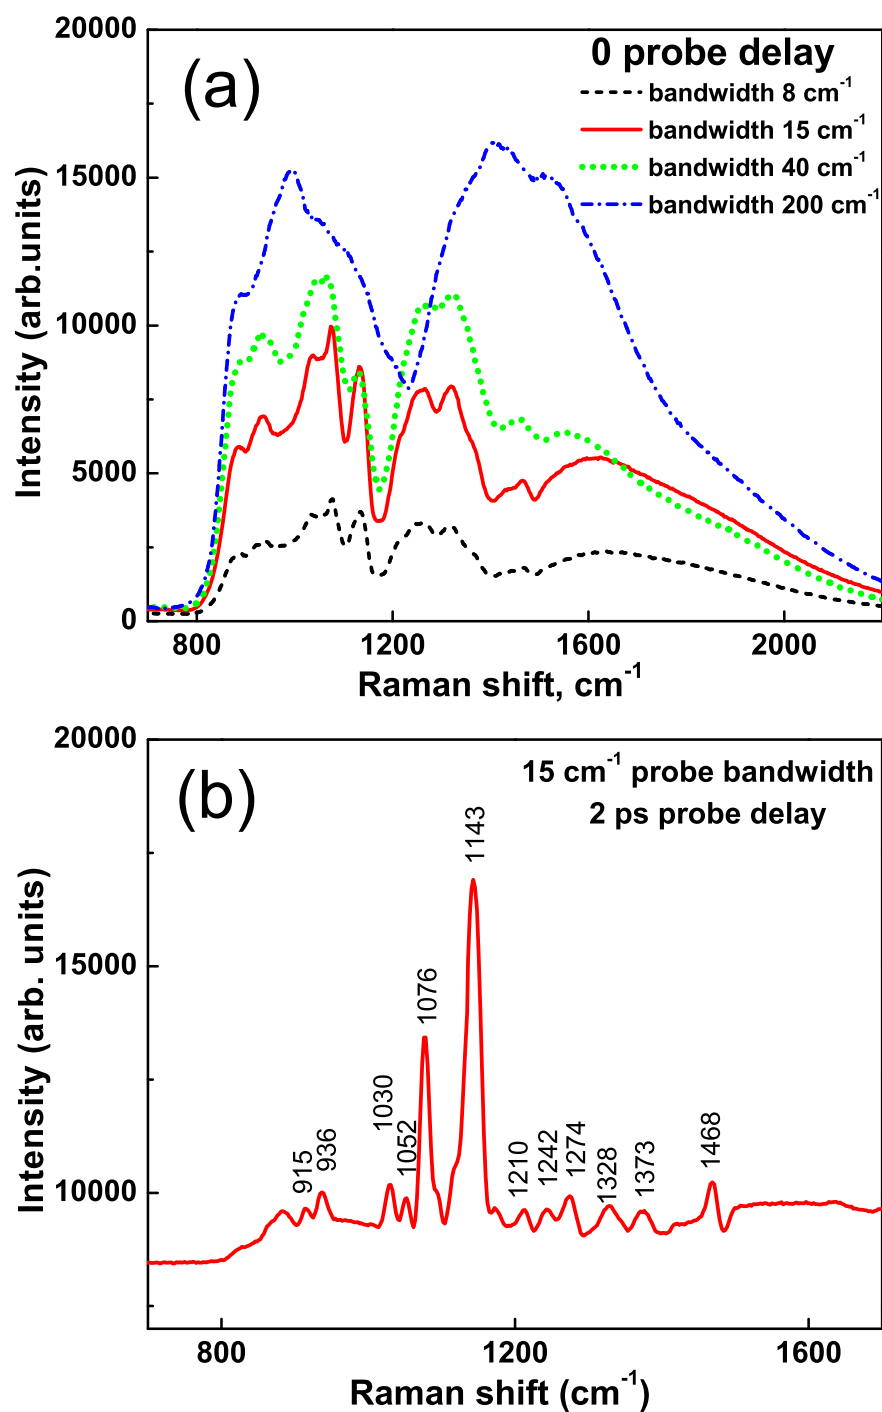 20000
(a)
0 probe delay
bandwidth 8 cm⁻¹
bandwidth 15 cm⁻¹
bandwidth 40 cm⁻¹
bandwidth 200 cm⁻¹
15000
10000
5000
0
Intensity (arb.units)
800 1200 1600 2000
Raman shift, cm⁻¹
20000
(b)
15 cm⁻¹ probe bandwidth
2 ps probe delay
15000
10000
Intensity (arb. units)
915
936
1030
1052
1076
1143
1210
1242
1274
1328
1373
1468
800 1200 1600
Raman shift (cm⁻¹)